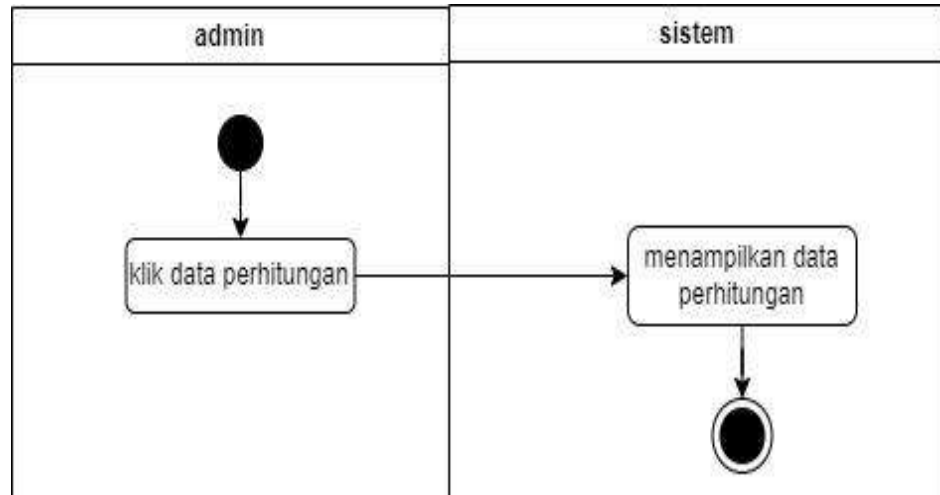 admin
sistem
klik data perhitungan
menampilkan data
perhitungan